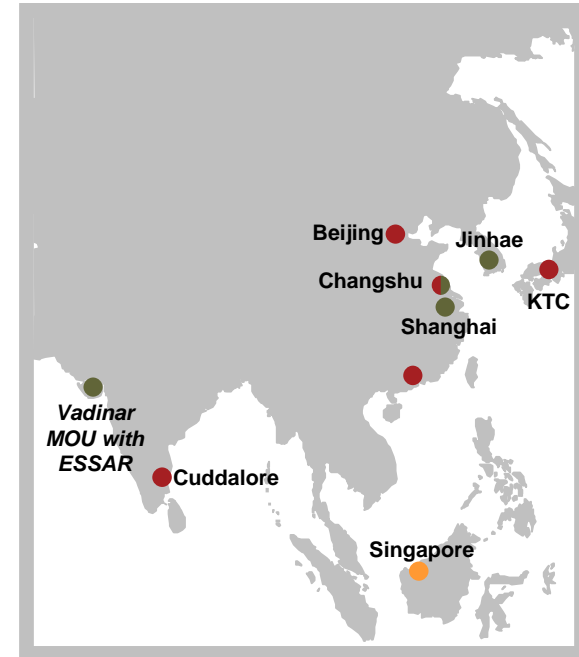 Beijing
Jinhae
Changshu
KTC
Shanghai
Vadinar
MOU with
ESSAR
Cuddalore
Singapore